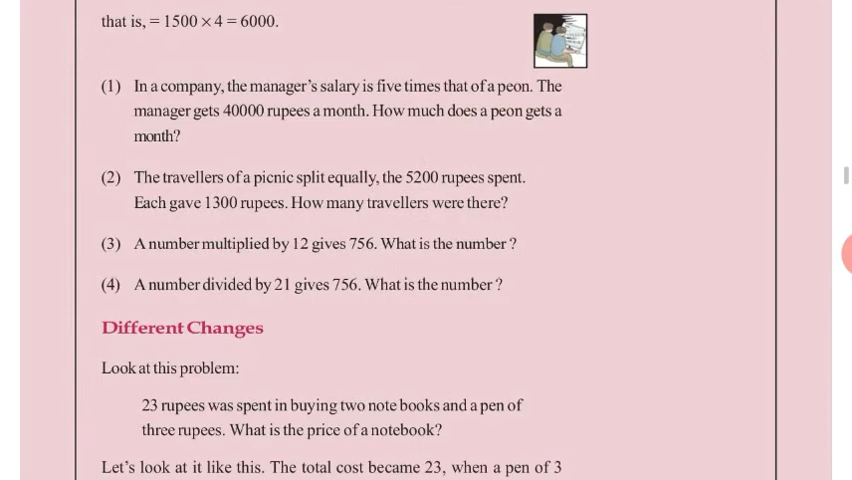 that is, = 1500 × 4 = 6000.
(1) In a company, the manager's salary is five times that of a peon. The
manager gets 40000 rupees a month. How much does a peon gets a
month?
(2) The travellers of a picnic split equally, the 5200 rupees spent.
Each gave 1300 rupees. How many travellers were there?
(3) A number multiplied by 12 gives 756. What is the number ?
(4) A number divided by 21 gives 756. What is the number ?
Different Changes
Look at this problem:
23 rupees was spent in buying two note books and a pen of
three rupees. What is the price of a notebook?
Let's look at it like this. The total cost became 23, when a pen of 3